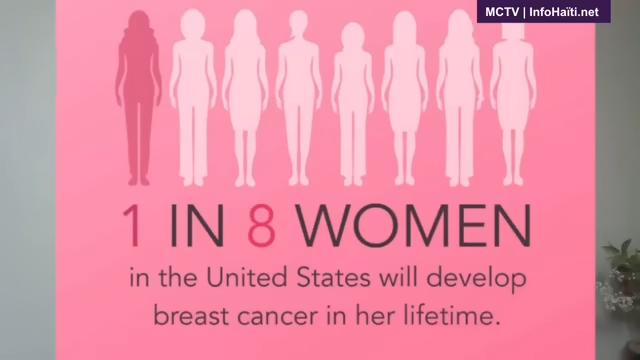 MCTV | InfoHaïti.net
1 IN 8 WOMEN
in the United States will develop
breast cancer in her lifetime.